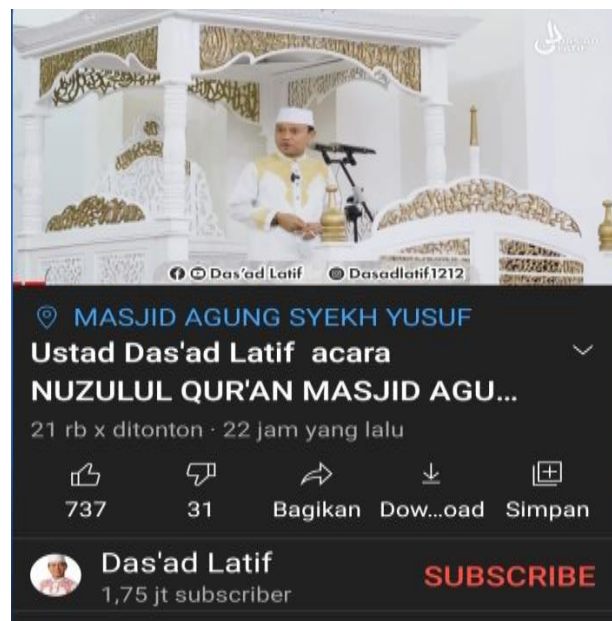 Das'ad Latif Dasadlatif1212
MASJID AGUNG SYEKH YUSUF
Ustad Das'ad Latif acara
NUZULUL QUR'AN MASJID AGU...
21 rb x ditonton · 22 jam yang lalu
737 31 Bagikan Dow...oad Simpan
Das'ad Latif
1,75 jt subscriber
SUBSCRIBE